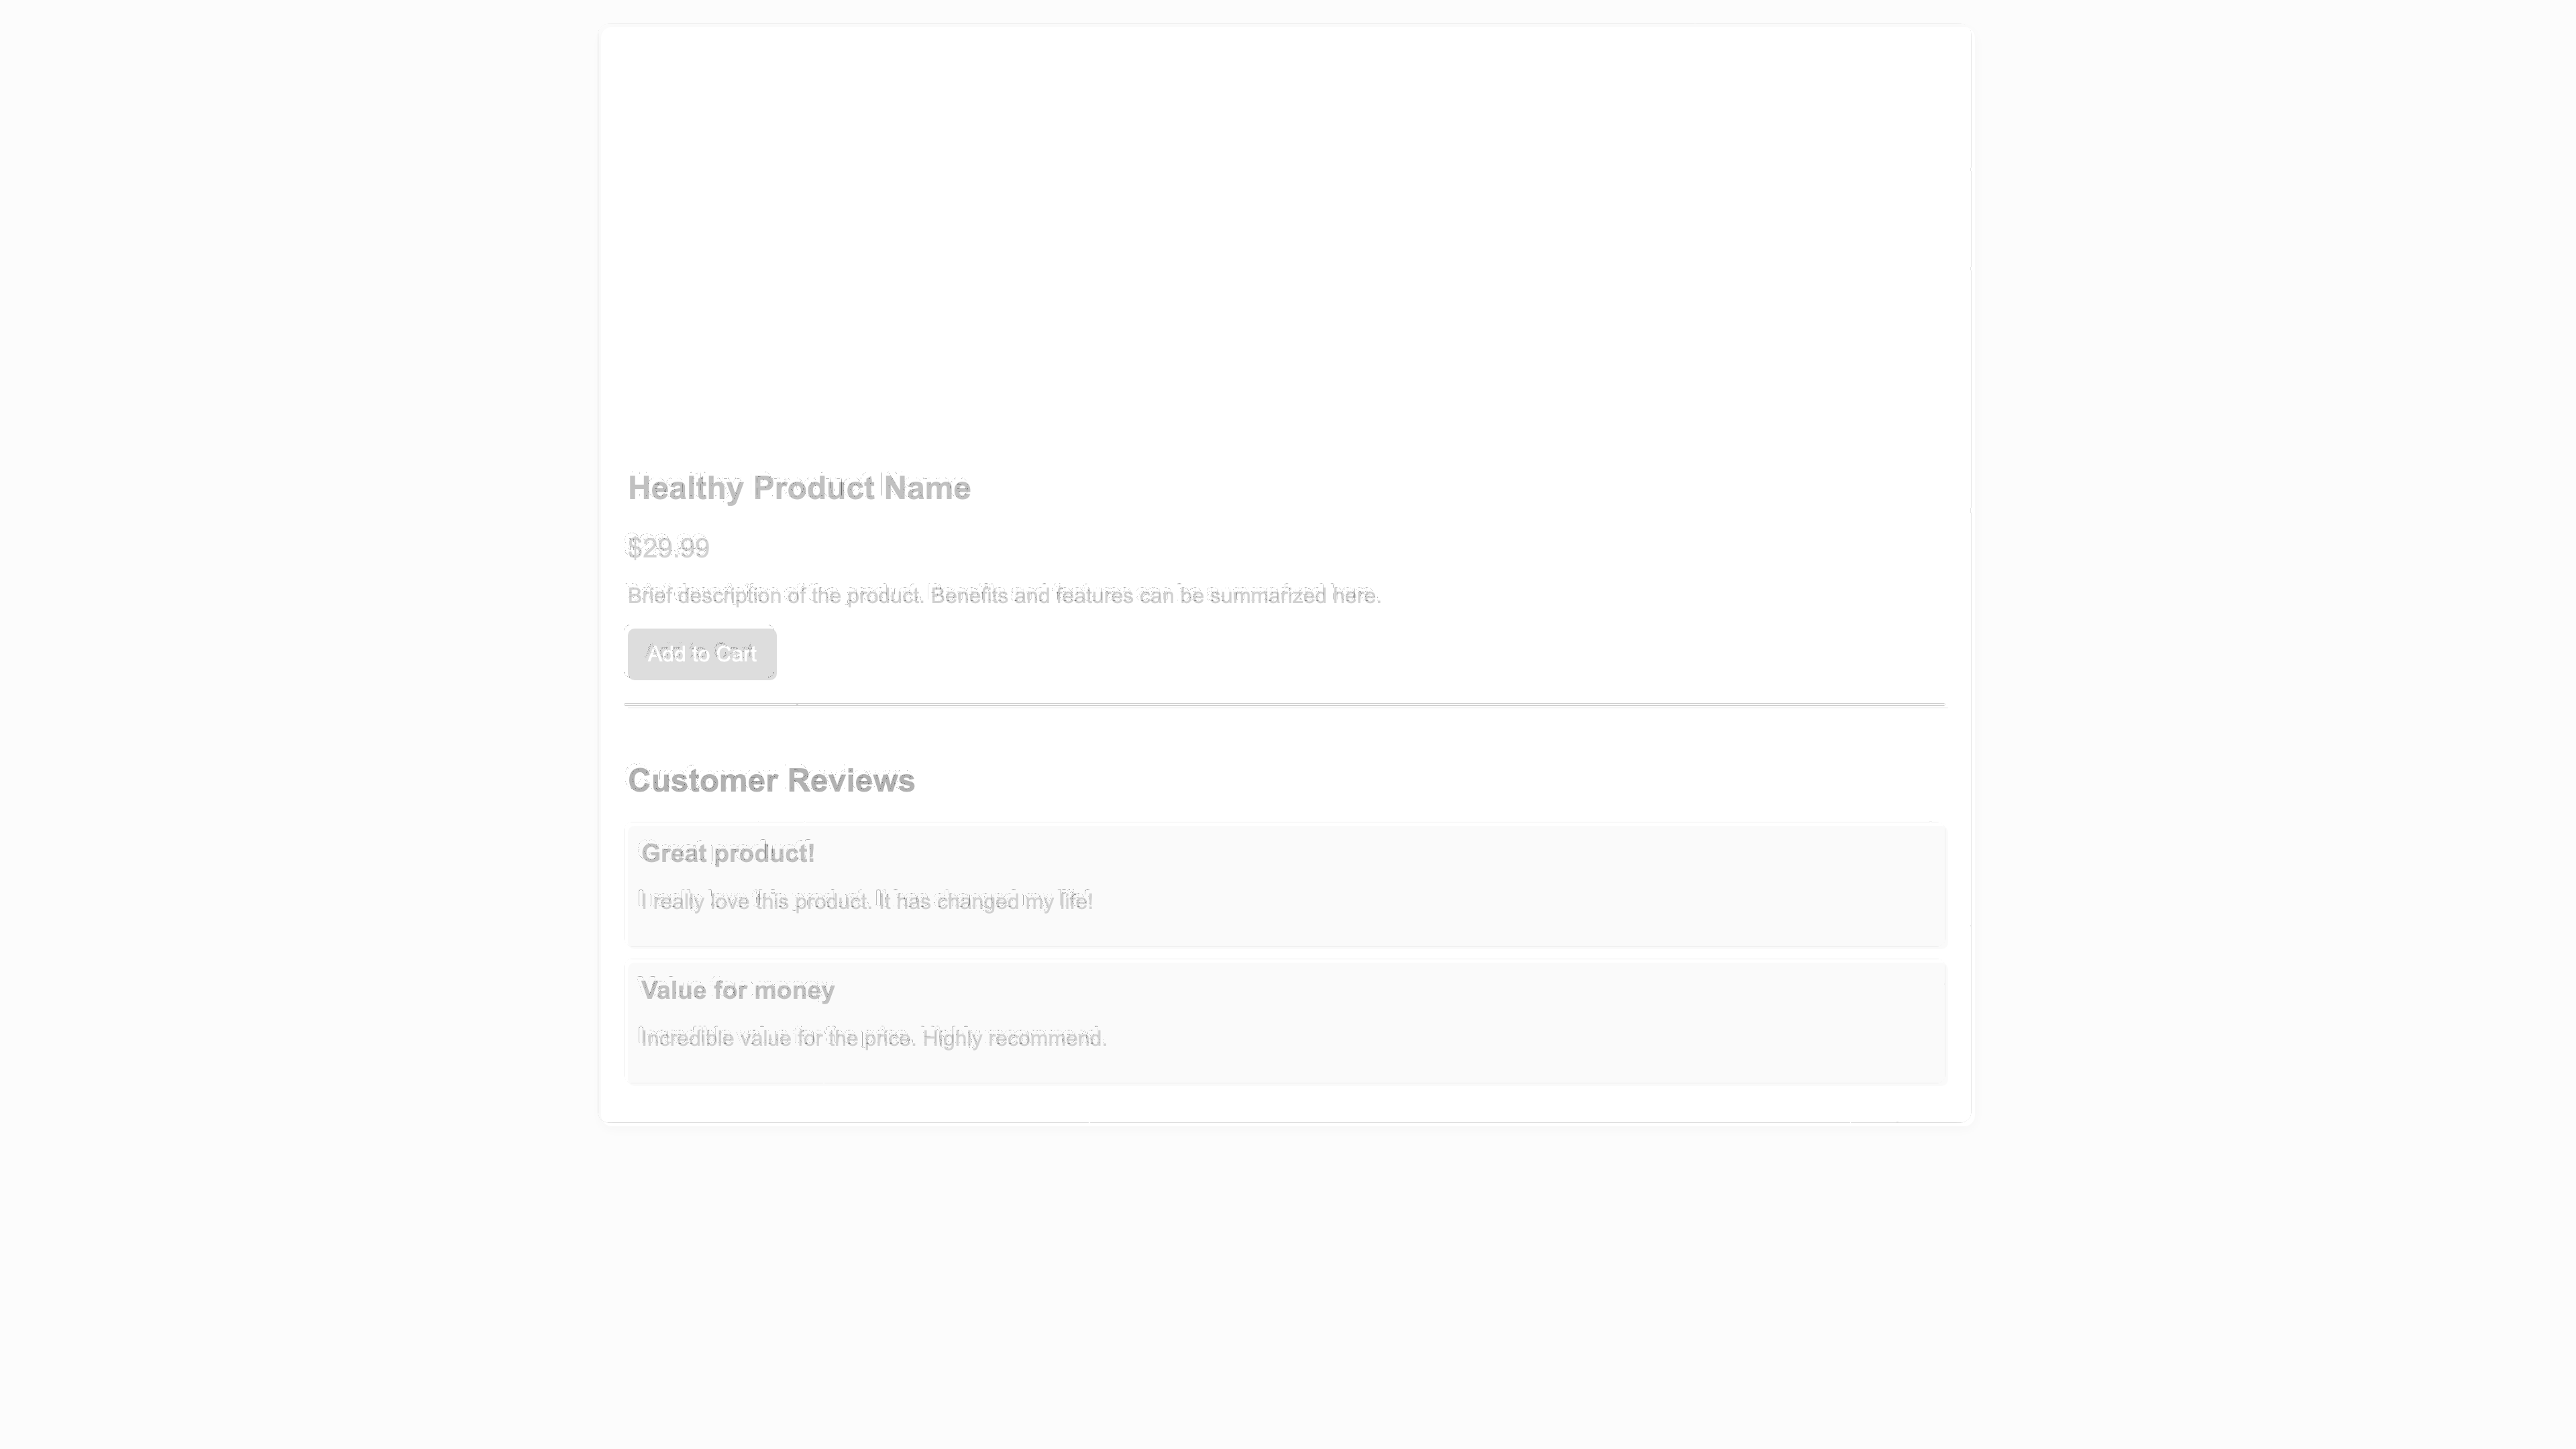 Healthy Product Name
$29.99
Brief description of the product. Benefits and features can be summarized here.
Add to Cart
Customer Reviews
Great product!
I really love this product. It has changed my life!
Value for money
Incredible value for the price. Highly recommend.